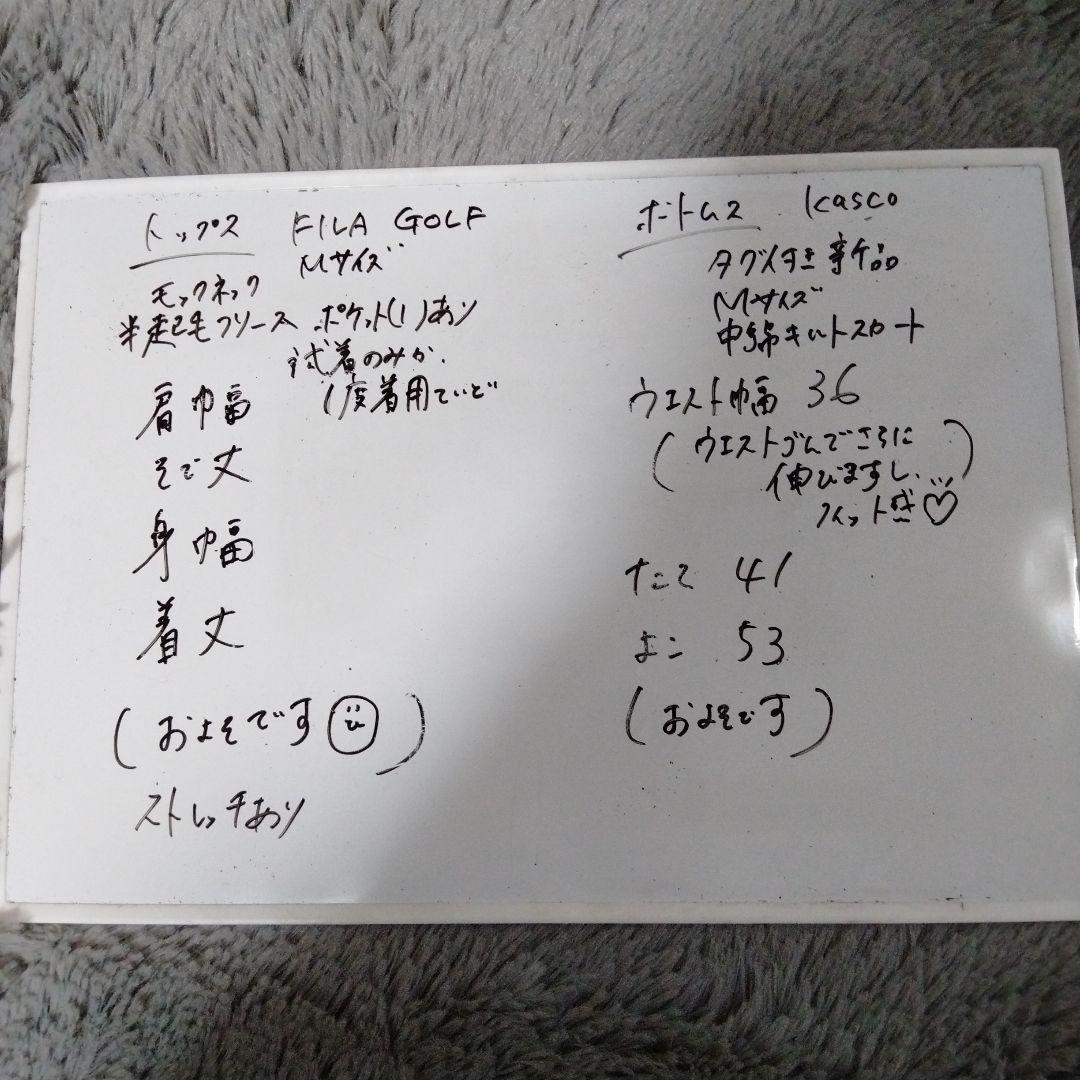 トップス FILA GOLF
Mサイズ
モックネック
半起毛フリース ポケット(1)あり
試着のみか、
1度着用ていど
肩巾幅
そで丈
身幅
着丈
(およそです)
ストレッチあり
ボトムス kasco
タグ付き新品
Mサイズ
中綿キルトスカート
ウエスト幅 36
(ウエストゴムでさらに
伸びますし、
フィット感♡)
たて 41
よこ 53
(およそです)